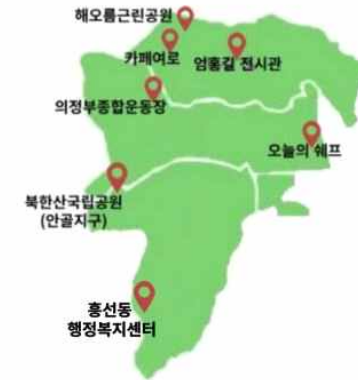 해오름근린공원
카페여로
엄홍길 전시관
의정부종합운동장
오늘의 쉐프
북한산국립공원
(안골지구)
흥선동
행정복지센터